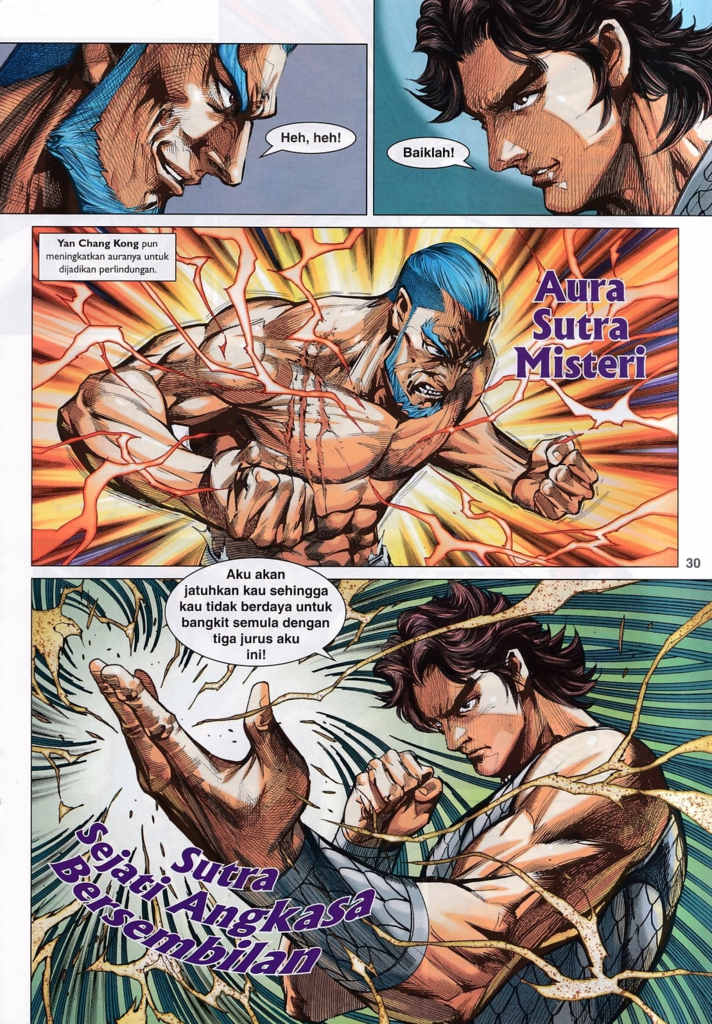 Heh, heh!
Baiklah!
Yan Chang Kong pun
meningkatkan auranya untuk
dijadikan perlindungan.
Aura
Sutra
Misteri
30
Aku akan
jatuhkan kau sehingga
kau tidak berdaya untuk
bangkit semula dengan
tiga jurus aku
ini!
Sutra
Sejati Angkasa
Bersembilan